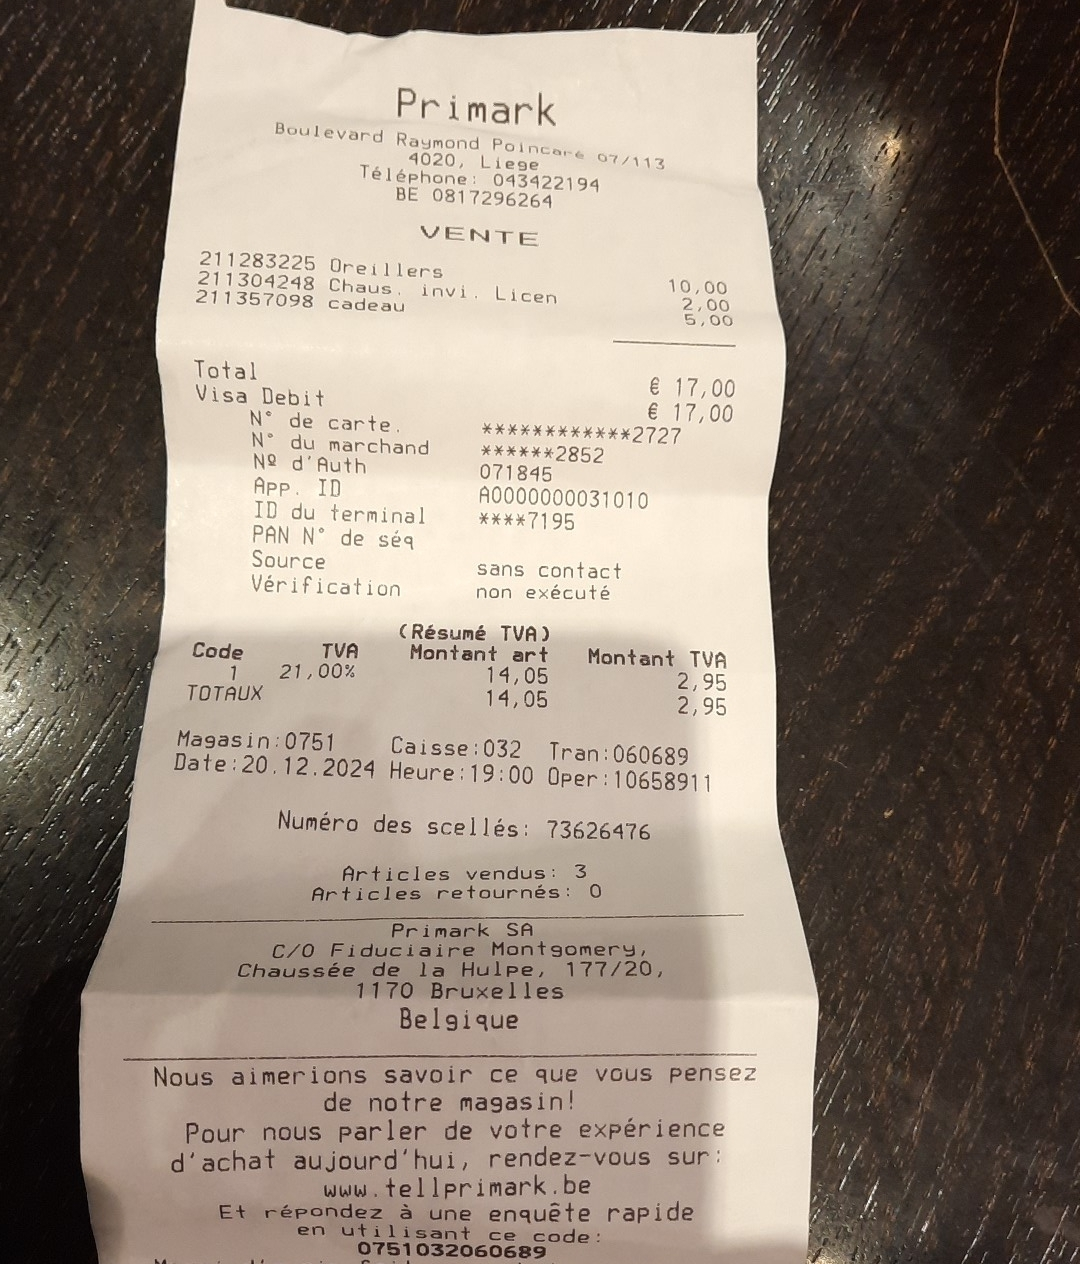 Primark
Boulevard Raymond Poincare 07/113
4020, Liege
Téléphone: 043422194
BE 0817296264
VENTE
211283225 Oreillers 10,00
211304248 Chaus. invi. Licen 2,00
211357098 cadeau 5,00
Total € 17,00
Visa Debit € 17,00
N° de carte. ************2727
N° du marchand ******2852
Nº d'Auth 071845
App. ID A0000000031010
ID du terminal ****7195
PAN N° de séq
Source sans contact
Vérification non exécuté
(Résumé TVA)
Code TVA Montant art Montant TVA
1 21,00% 14,05 2,95
TOTAUX 14,05 2,95
Magasin:0751 Caisse:032 Tran:060689
Date:20.12.2024 Heure:19:00 Oper:10658911
Numéro des scellés: 73626476
Articles vendus: 3
Articles retournés: 0
Primark SA
C/O Fiduciaire Montgomery,
Chaussée de la Hulpe, 177/20,
1170 Bruxelles
Belgique
Nous aimerions savoir ce que vous pensez
de notre magasin!
Pour nous parler de votre expérience
d'achat aujourd'hui, rendez-vous sur:
www.tellprimark.be
Et répondez à une enquête rapide
en utilisant ce code:
0751032060689